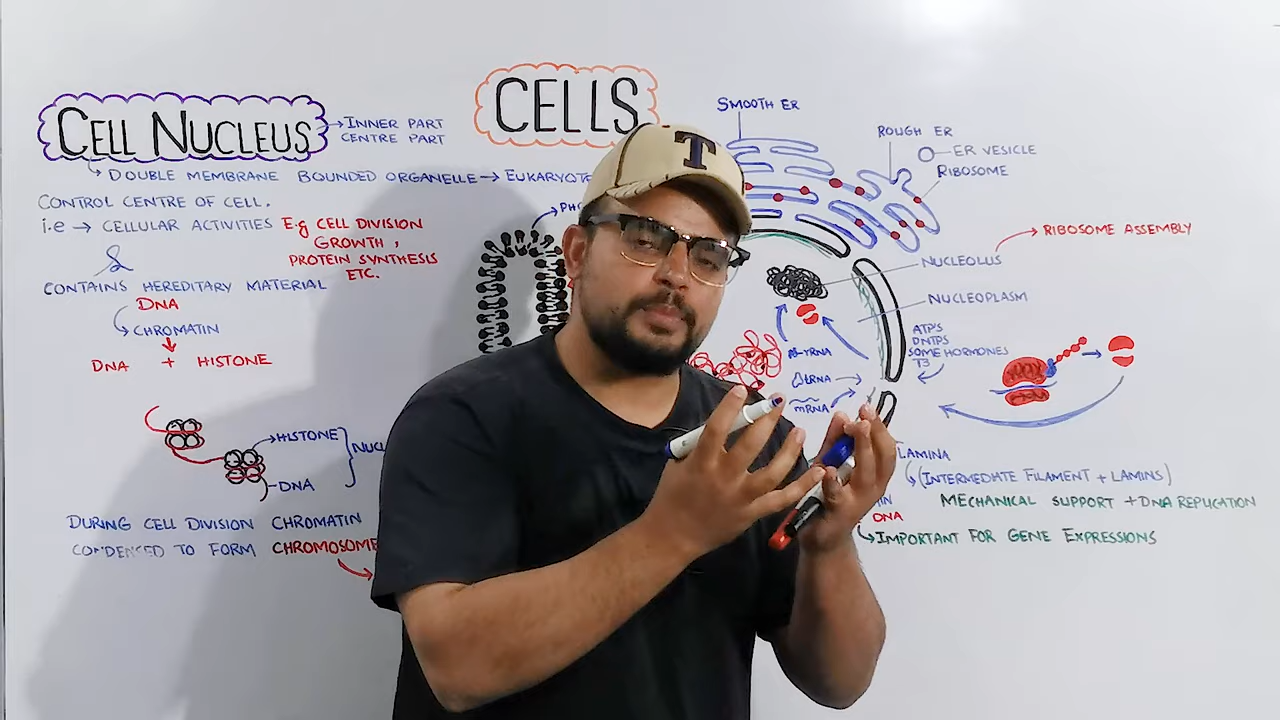 CELLS
CELL NUCLEUS
INNER PART
CENTRE PART
DOUBLE MEMBRANE BOUNDED ORGANELLE → EUKARYOTE
CONTROL CENTRE OF CELL.
i.e → CELLULAR ACTIVITIES E.g CELL DIVISION
GROWTH,
PROTEIN SYNTHESIS
ETC.
&
CONTAINS HEREDITARY MATERIAL
DNA
CHROMATIN
DNA + HISTONE
HISTONE
DNA
DURING CELL DIVISION CHROMATIN
CONDENCED TO FORM CHROMOSOME
T
SMOOTH ER
ROUGH ER
ER VESICLE
RIBOSOME
RIBOSOME ASSEMBLY
NUCLEOLUS
NUCLEOPLASM
ATP'S
DNTPS
SOME HORMONES
T3
rRNA
tRNA
mRNA
LAMINA
(INTERMEDIATE FILAMENT + LAMINS)
MECHANICAL SUPPORT + DNA REPLICATION
DNA
IMPORTANT FOR GENE EXPRESSIONS